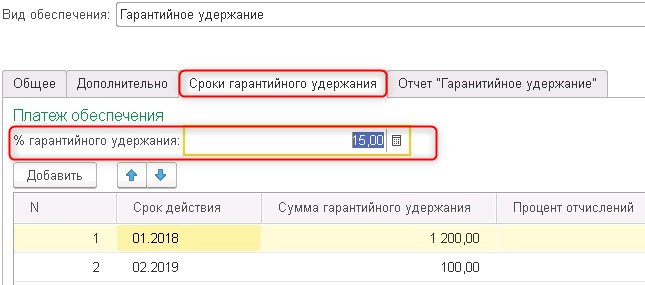 Вид обеспечения: Гарантийное удержание
Общее Дополнительно Сроки гарантийного удержания Отчет "Гаранитийное удержание"
Платеж обеспечения
% гарантийного удержания: 15,00
Добавить
N Срок действия Сумма гарантийного удержания Процент отчислений
1 01.2018 1 200,00
2 02.2019 100,00